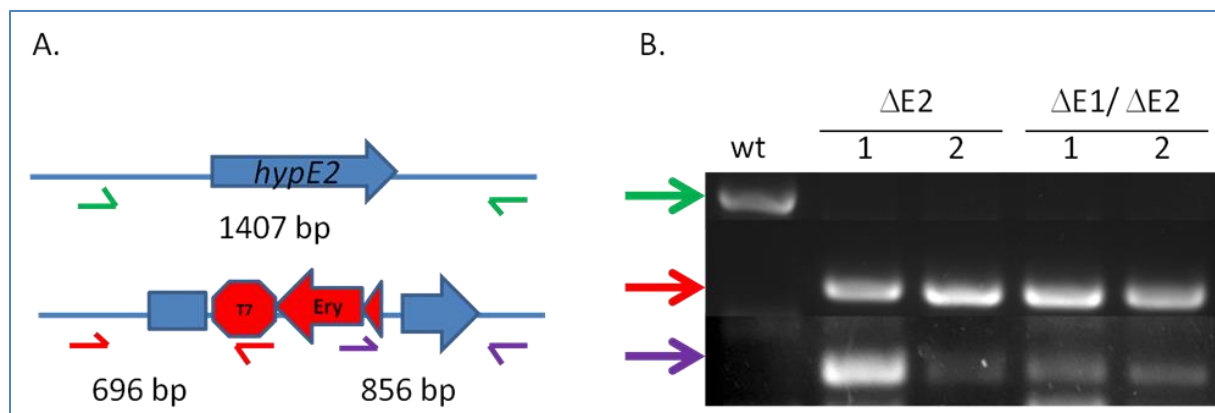 A.
hypE2
1407 bp
T7
Ery
696 bp
856 bp
B.
ΔE2
ΔE1/ ΔE2
wt
1
2
1
2